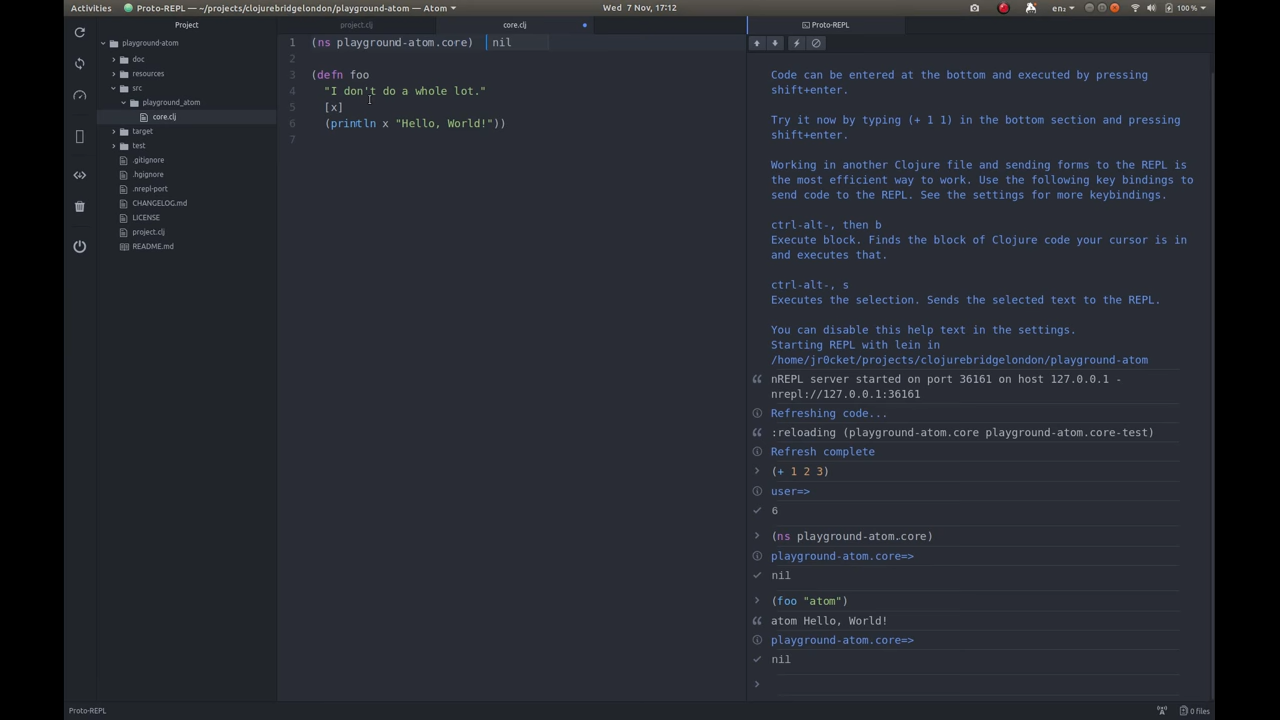 Activities Proto-REPL — ~/projects/clojurebridgelondon/playground-atom — Atom Wed 7 Nov, 17:12 en₂ 100 %
Project
playground-atom
doc
resources
src
playground_atom
core.clj
target
test
.gitignore
.hgignore
.nrepl-port
CHANGELOG.md
LICENSE
project.clj
README.md
project.clj core.clj
1 (ns playground-atom.core) nil
2
3 (defn foo
4 "I don't do a whole lot."
5 [x]
6 (println x "Hello, World!"))
7
Proto-REPL
Code can be entered at the bottom and executed by pressing
shift+enter.
Try it now by typing (+ 1 1) in the bottom section and pressing
shift+enter.
Working in another Clojure file and sending forms to the REPL is
the most efficient way to work. Use the following key bindings to
send code to the REPL. See the settings for more keybindings.
ctrl-alt-, then b
Execute block. Finds the block of Clojure code your cursor is in
and executes that.
ctrl-alt-, s
Executes the selection. Sends the selected text to the REPL.
You can disable this help text in the settings.
Starting REPL with lein in
/home/jr0cket/projects/clojurebridgelondon/playground-atom
nREPL server started on port 36161 on host 127.0.0.1 -
nrepl://127.0.0.1:36161
Refreshing code...
:reloading (playground-atom.core playground-atom.core-test)
Refresh complete
(+ 1 2 3)
user=>
6
(ns playground-atom.core)
playground-atom.core=>
nil
(foo "atom")
atom Hello, World!
playground-atom.core=>
nil
Proto-REPL 0 files